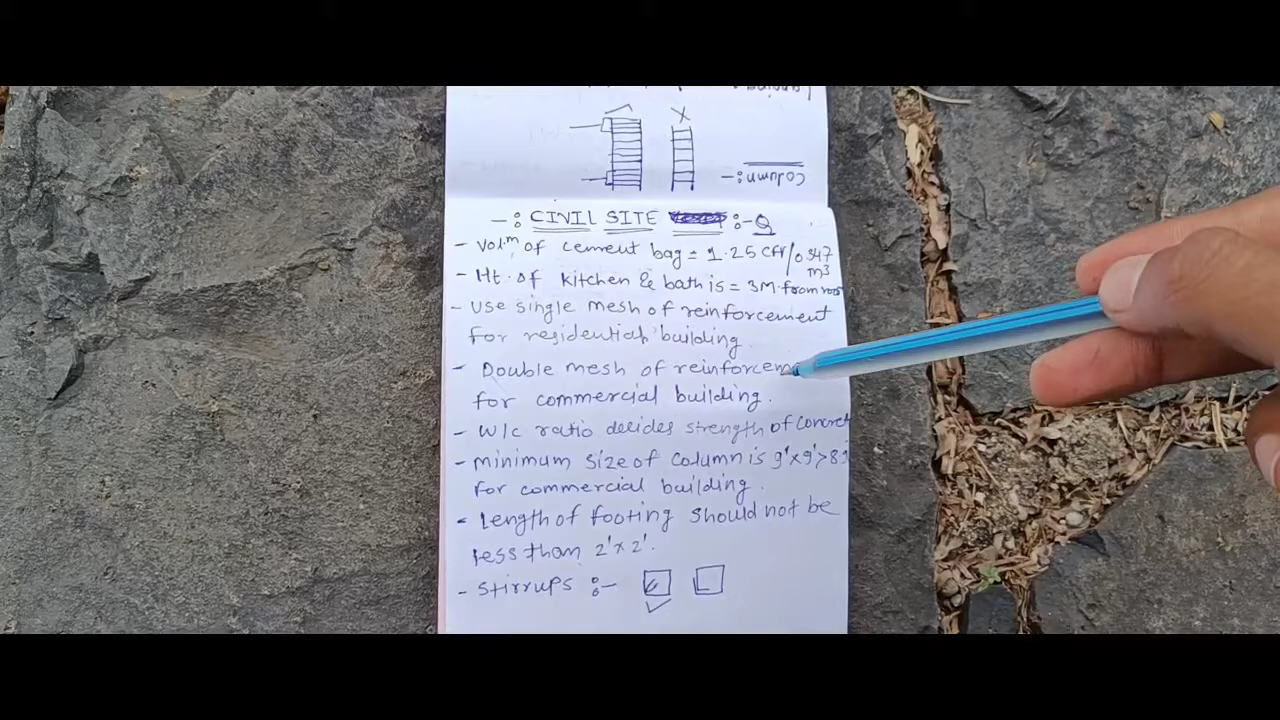 Column :-
-: CIVIL SITE :- Q
- Vol.m of cement bag = 1.25 CFT/0.347 m3
- Ht. of kitchen & bath is = 3M. from
- Use single mesh of reinforcement
for residential building.
- Double mesh of reinforcem
for commercial building.
- W/C ratio decides strength of concret
- Minimum size of column is 9'x9'>
for commercial building.
- Length of footing should not be
less than 2'x2'.
- Stirrups :-